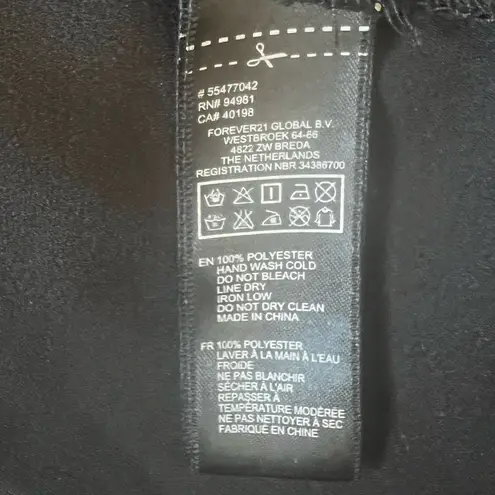 # 55477042
RN# 94981
CA# 40198
FOREVER21 GLOBAL B.V.
WESTBROEK 64-66
4822 ZW BREDA
THE NETHERLANDS
REGISTRATION NBR 34386700
EN 100% POLYESTER
HAND WASH COLD
DO NOT BLEACH
LINE DRY
IRON LOW
DO NOT DRY CLEAN
MADE IN CHINA
FR 100% POLYESTER
LAVER À LA MAIN À L'EAU
FROIDE
NE PAS BLANCHIR
SÉCHER À L'AIR
REPASSER À
TEMPÉRATURE MODÉRÉE
NE PAS NETTOYER À SEC
FABRIQUÉ EN CHINE